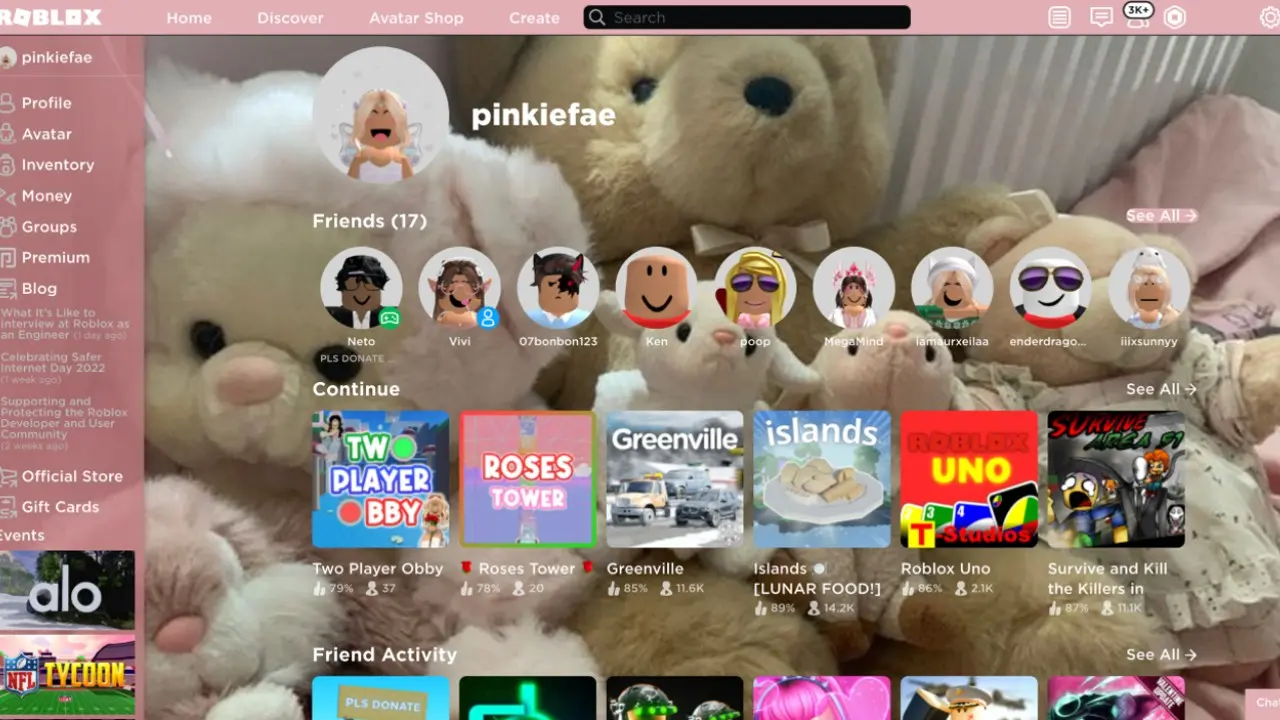 ROBLOX
Home
Discover
Avatar Shop
Create
Search
3K+
pinkiefae
Profile
Avatar
Inventory
Money
Groups
Premium
Blog
What It's Like to
Interview at Roblox as
an Engineer (1 day ago)
Celebrating Safer
Internet Day 2022
(1 week ago)
Supporting and
Protecting the Roblox
Developer and User
Community
(2 weeks ago)
Official Store
Gift Cards
Events
alo
NFL TYCOON
pinkiefae
Friends (17)
See All →
Neto
PLS DONATE ...
Vivi
07bonbon123
Ken
poop
MegaMind
iamaurxeilaa
enderdrago...
iiixsunnyy
Continue
See All →
TWO
PLAYER
OBBY
ROSES
TOWER
Greenville
islands
ROBLOX
UNO
3
4
T-Studios
SURVIVE
AREA 51
Two Player Obby
79% 37
Roses Tower
78% 20
Greenville
85% 11.6K
Islands
[LUNAR FOOD!]
89% 14.2K
Roblox Uno
86% 2.1K
Survive and Kill
the Killers in
87% 11.1K
Friend Activity
See All →
PLS DONATE
VALENTINE
UPDATE
Cha